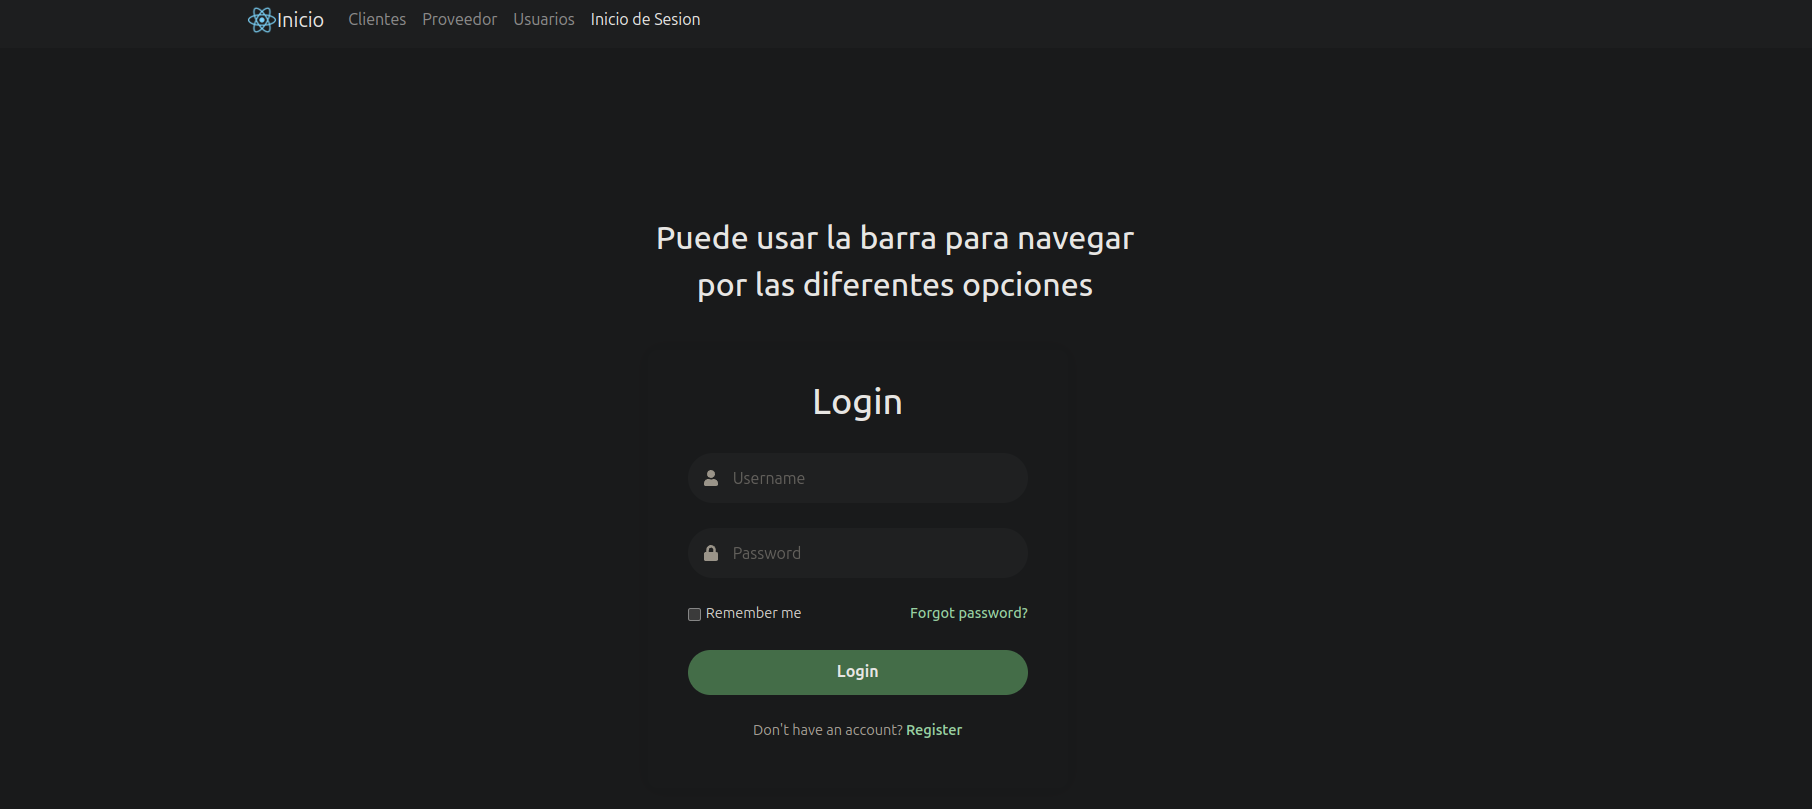 Inicio Clientes Proveedor Usuarios Inicio de Sesion
Puede usar la barra para navegar
por las diferentes opciones
Login
Username
Password
Remember me Forgot password?
Login
Don't have an account? Register